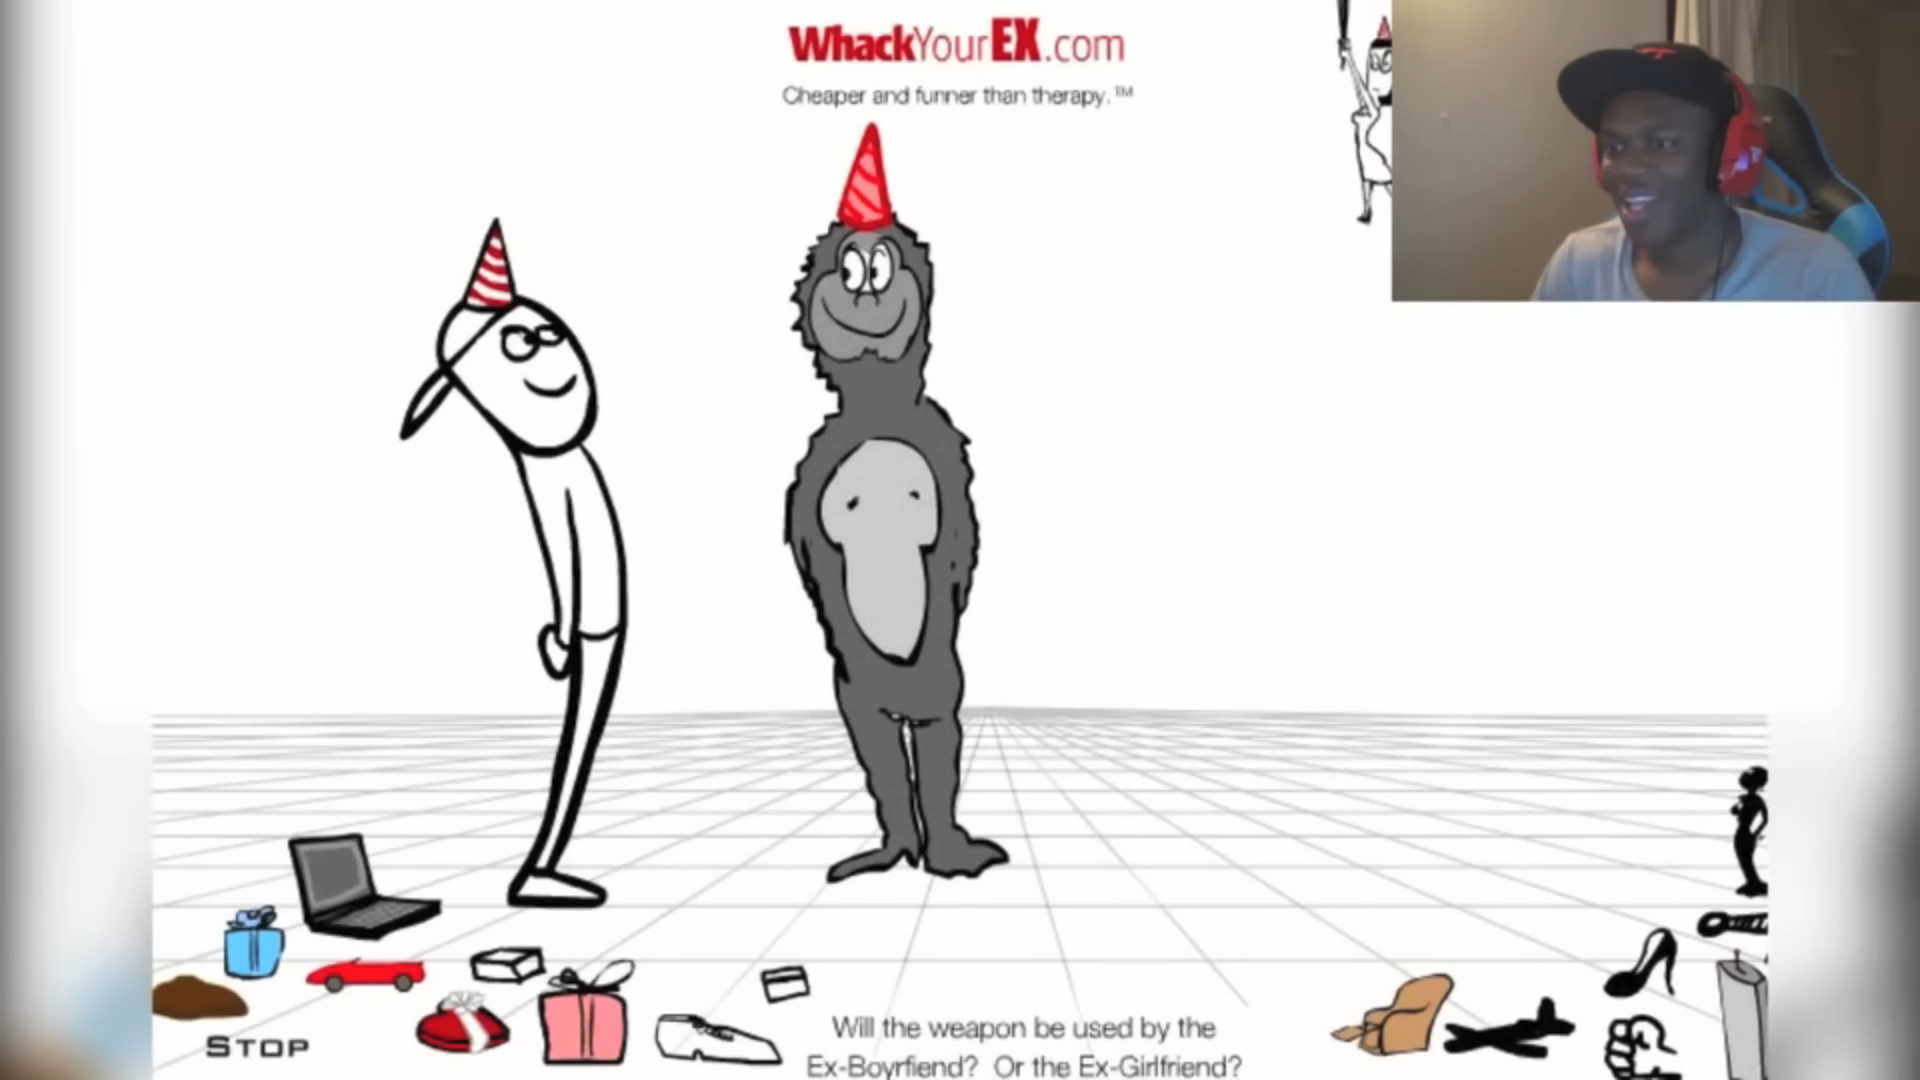 WhackYourEX.com
Cheaper and funner than therapy.™
STOP
Will the weapon be used by the
Ex-Boyrfiend? Or the Ex-Girlfriend?